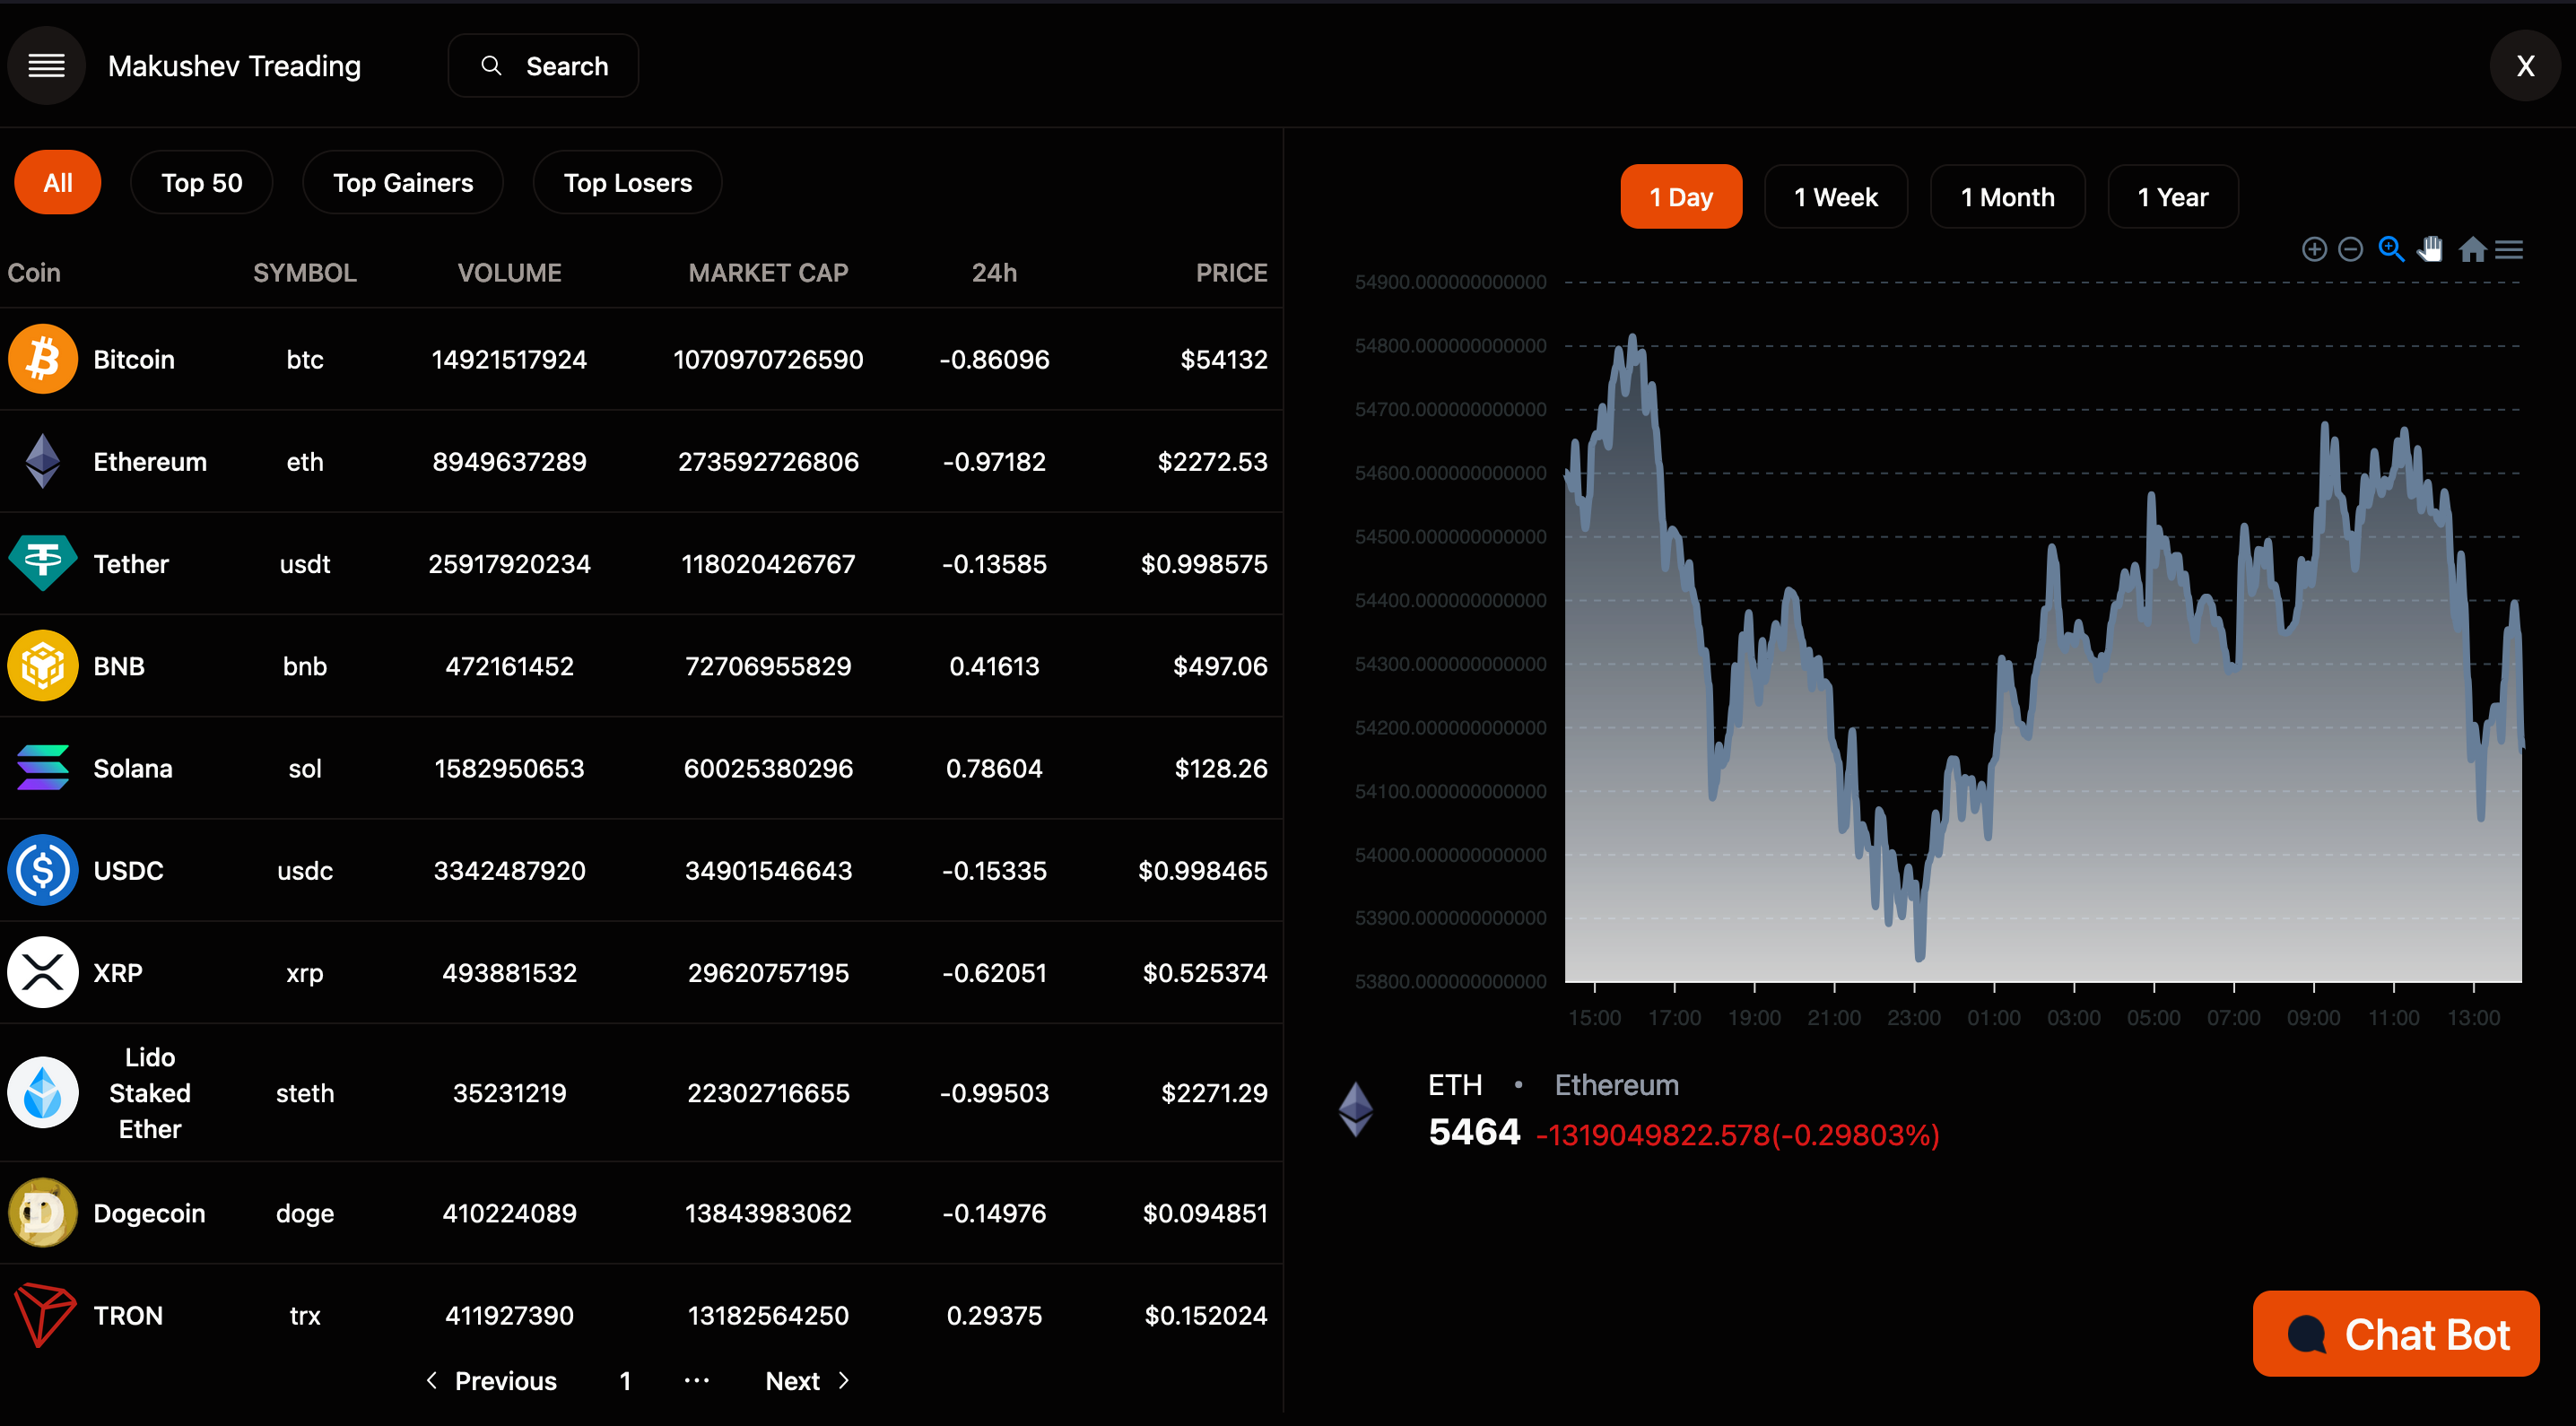 Makushev Treading
Search
X
All Top 50 Top Gainers Top Losers
Coin SYMBOL VOLUME MARKET CAP 24h PRICE
Bitcoin btc 14921517924 1070970726590 -0.86096 $54132
Ethereum eth 8949637289 273592726806 -0.97182 $2272.53
Tether usdt 25917920234 118020426767 -0.13585 $0.998575
BNB bnb 472161452 72706955829 0.41613 $497.06
Solana sol 1582950653 60025380296 0.78604 $128.26
USDC usdc 3342487920 34901546643 -0.15335 $0.998465
XRP xrp 493881532 29620757195 -0.62051 $0.525374
Lido
Staked
Ether
steth 35231219 22302716655 -0.99503 $2271.29
Dogecoin doge 410224089 13843983062 -0.14976 $0.094851
TRON trx 411927390 13182564250 0.29375 $0.152024
Previous 1 ... Next
1 Day 1 Week 1 Month 1 Year
54900.000000000000
54800.000000000000
54700.000000000000
54600.000000000000
54500.000000000000
54400.000000000000
54300.000000000000
54200.000000000000
54100.000000000000
54000.000000000000
53900.000000000000
53800.000000000000
15:00 17:00 19:00 21:00 23:00 01:00 03:00 05:00 07:00 09:00 11:00 13:00
ETH • Ethereum
5464 -1319049822.578(-0.29803%)
Chat Bot